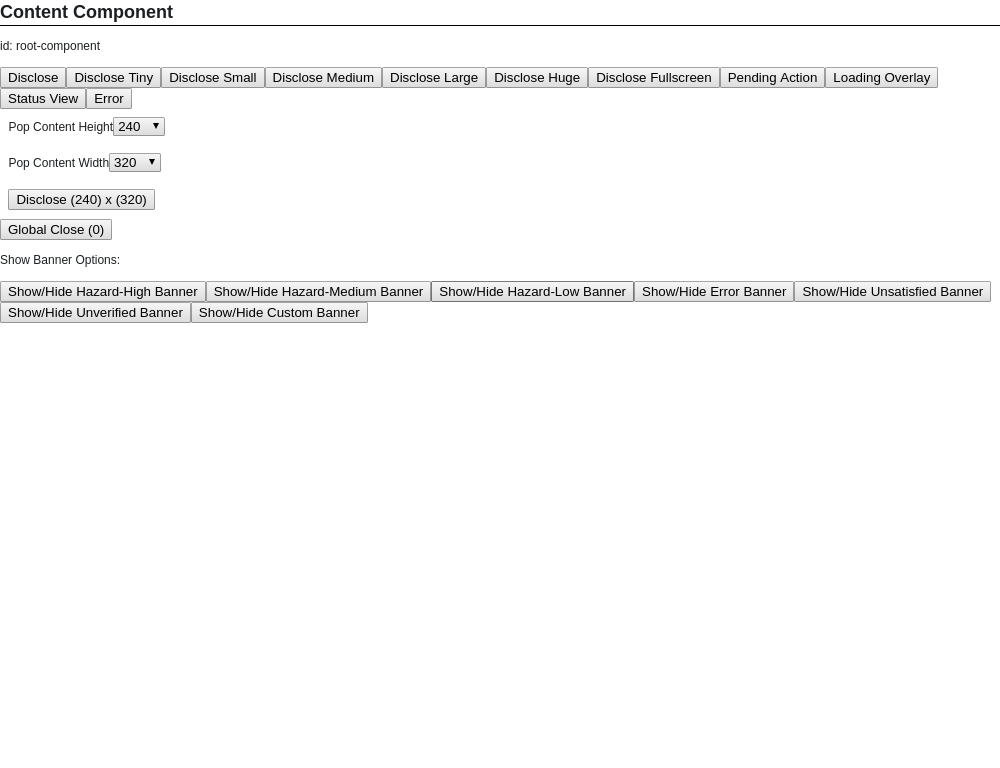 Content Component
id: root-component
Disclose Disclose Tiny Disclose Small Disclose Medium Disclose Large Disclose Huge Disclose Fullscreen Pending Action Loading Overlay
Status View Error
Pop Content Height 240
Pop Content Width 320
Disclose (240) x (320)
Global Close (0)
Show Banner Options:
Show/Hide Hazard-High Banner Show/Hide Hazard-Medium Banner Show/Hide Hazard-Low Banner Show/Hide Error Banner Show/Hide Unsatisfied Banner
Show/Hide Unverified Banner Show/Hide Custom Banner